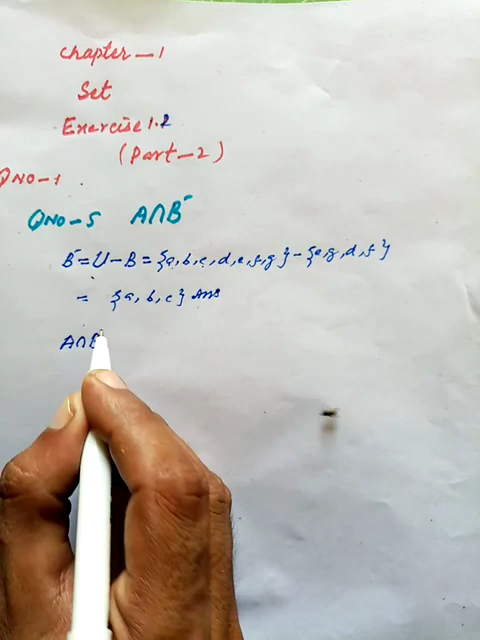 Chapter-1
Set
Exercise 1.2
(Part-2)
QNO-1
QNO-5 A∩B‾
B‾=U-B={a,b,c,d,e,f,g}-{e,g,d,f}
= {a,b,c} Ans
A∩B